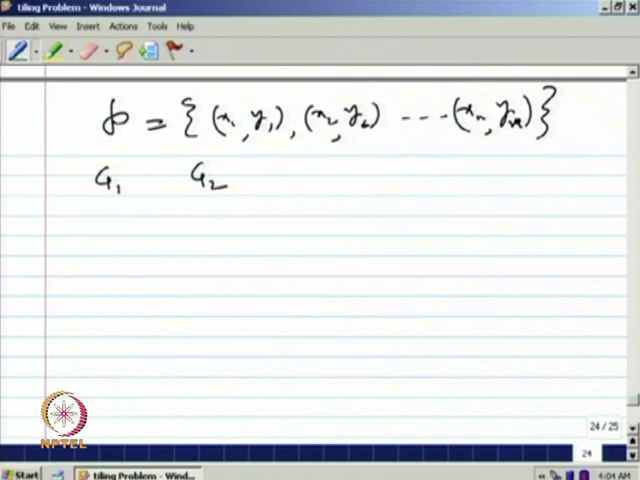 tiling Problem - Windows Journal
File Edit View Insert Actions Tools Help
℘ = { (x₁, y₁), (x₂, y₂) --- (xₙ, yₙ) }
G₁ G₂
NPTEL
24 / 25
24
Start tiling Problem - Wind... 4:04 AM